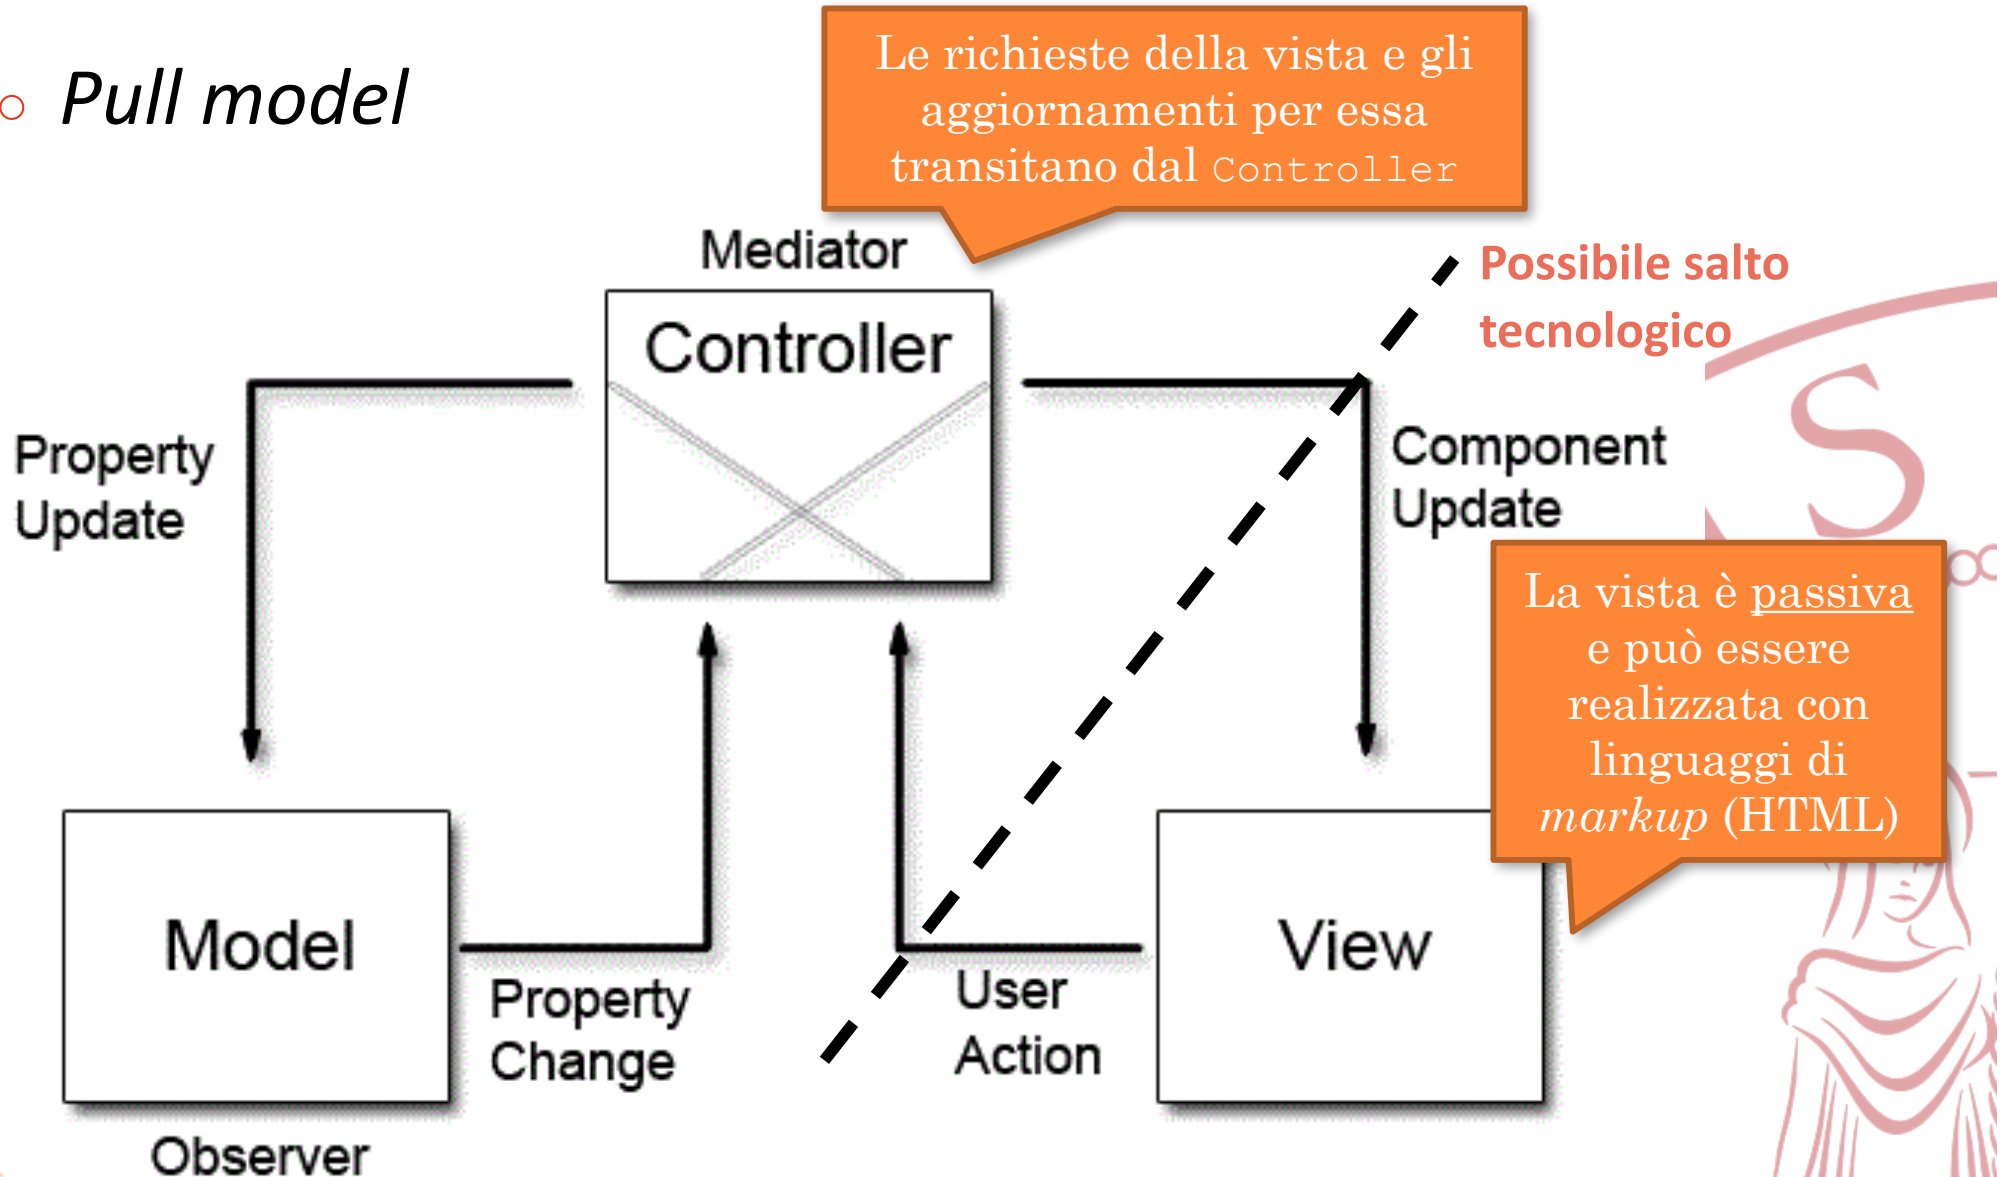 Pull model
Le richieste della vista e gli
aggiornamenti per essa
transitano dal Controller
Mediator
Possibile salto
tecnologico
Controller
Property
Update
Component
Update
S
La vista è passiva
e può essere
realizzata con
linguaggi di
markup (HTML)
Model
View
Property
Change
User
Action
Observer